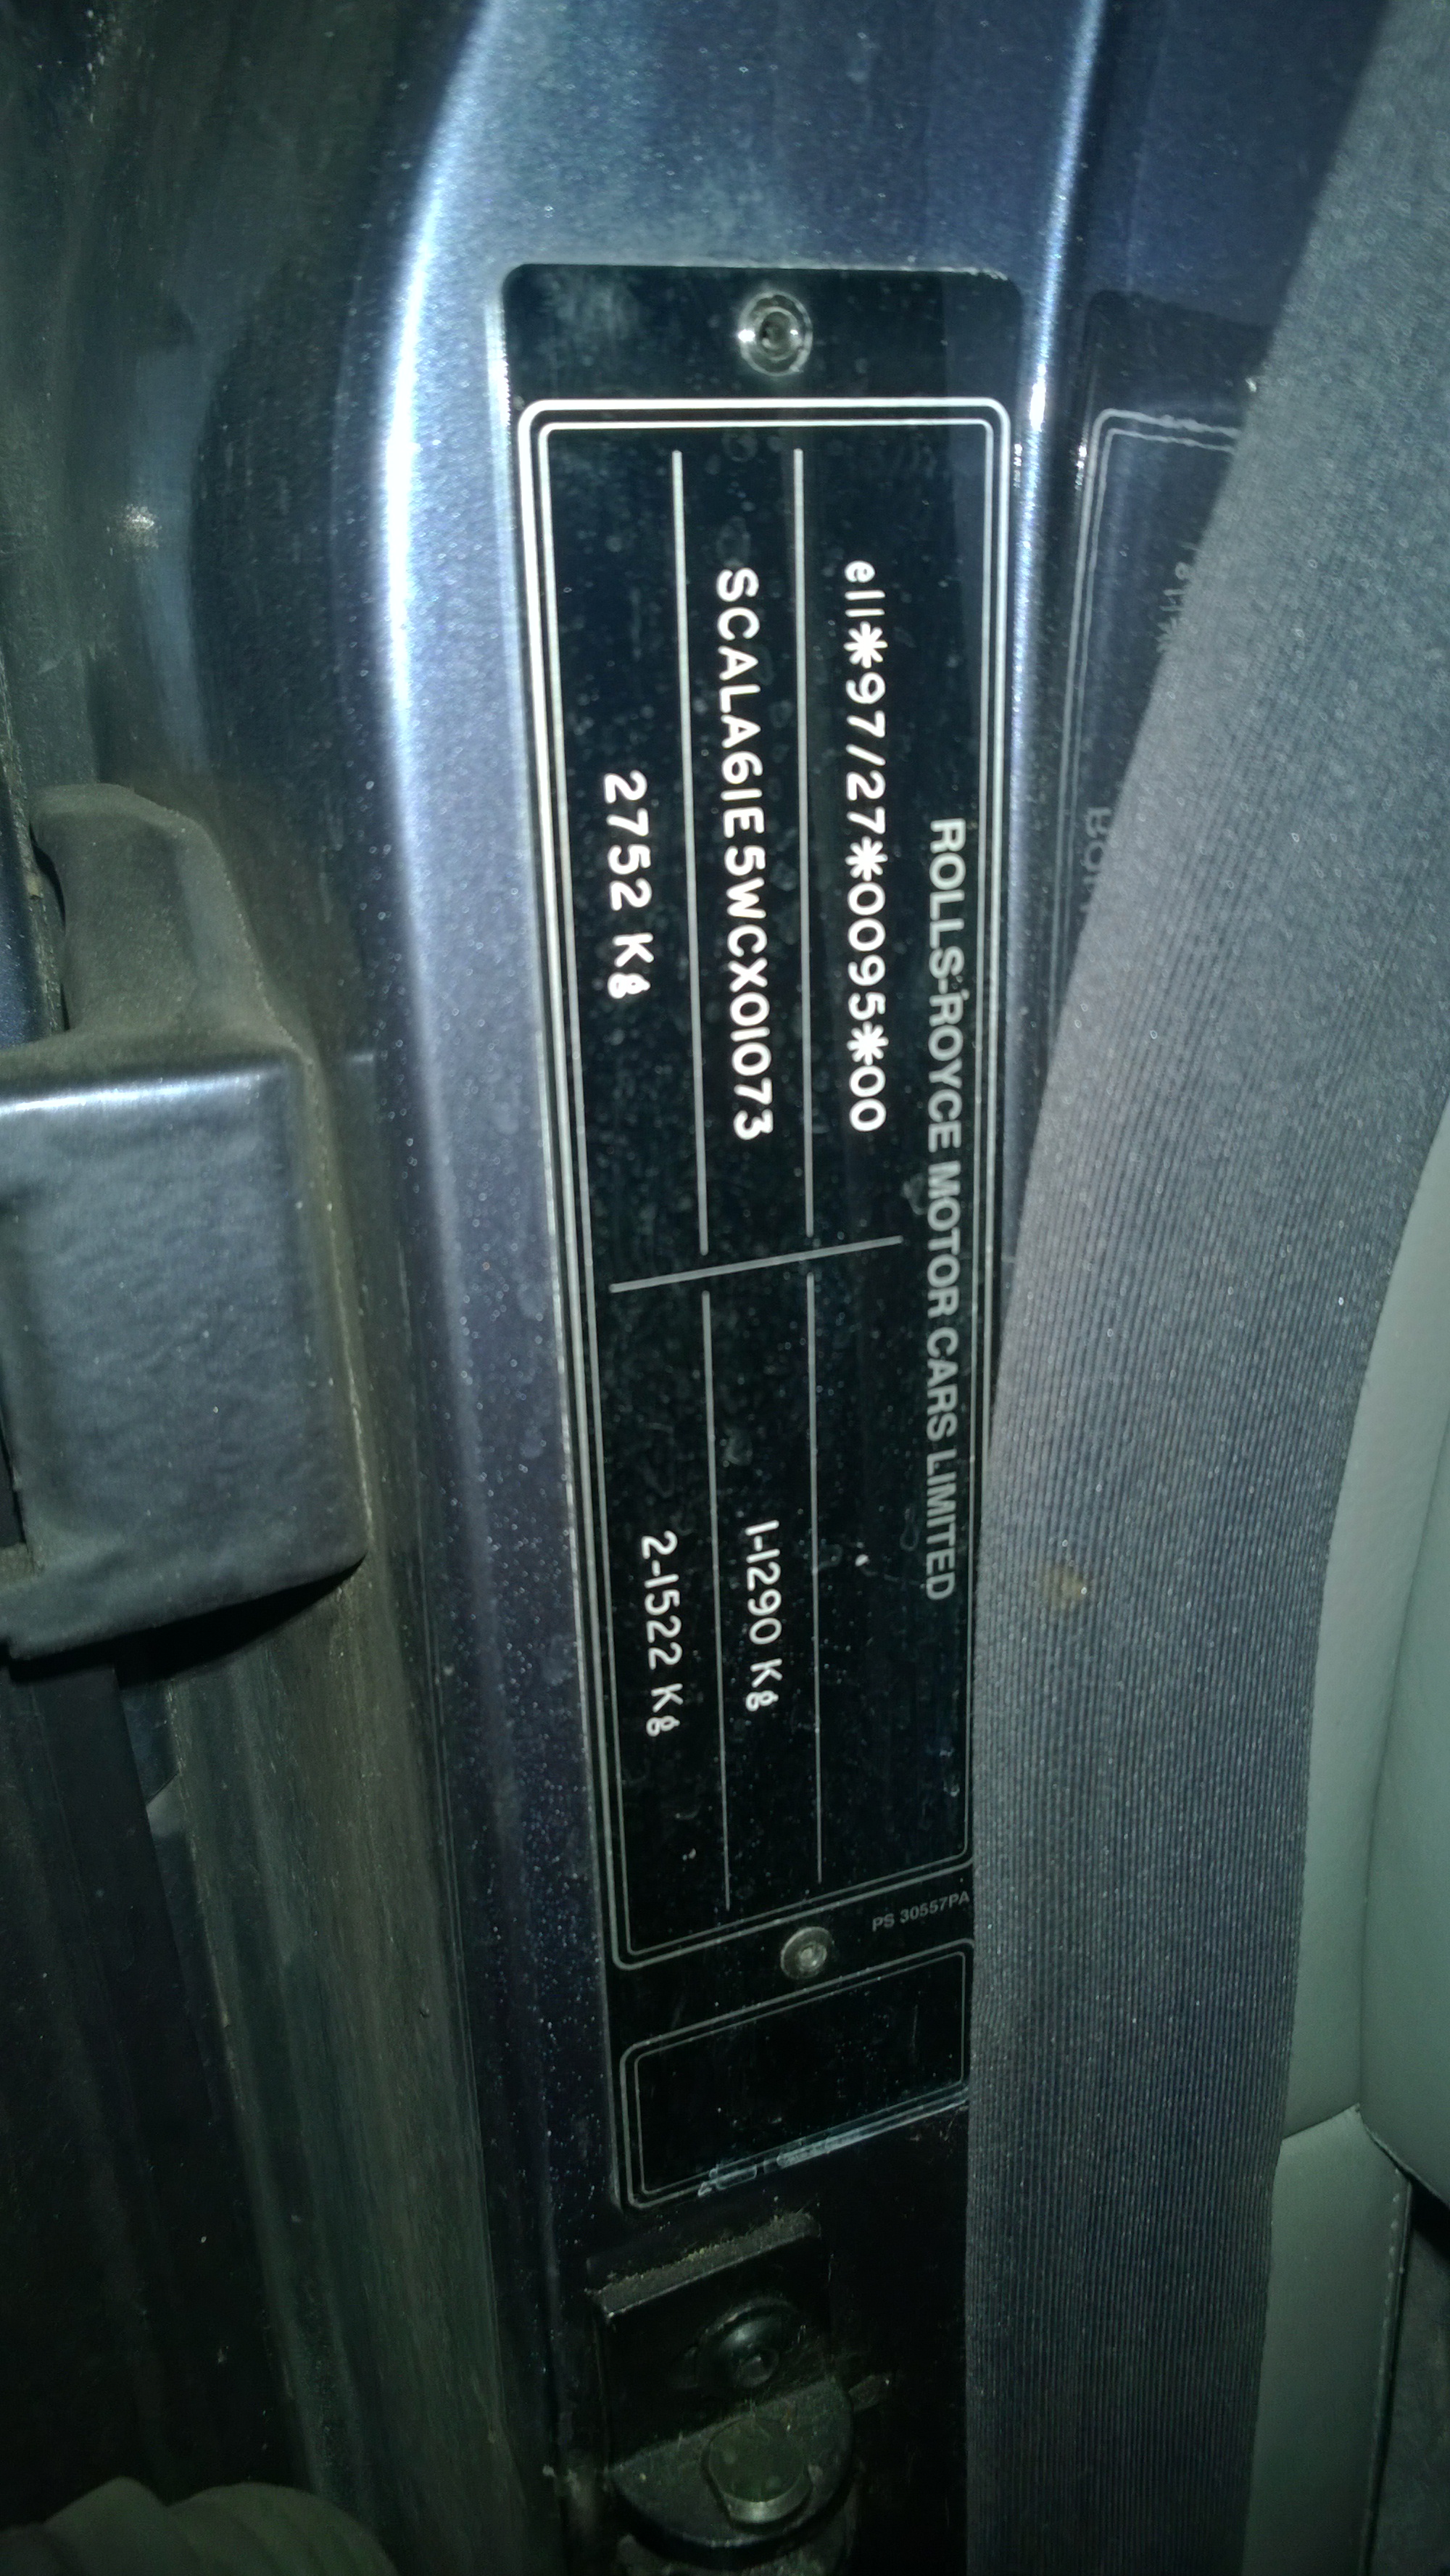 ROLLS-ROYCE MOTOR CARS LIMITED
e11*97/27*0095*00
SCALA61E5WCX01073
2752 Kg
1-1290 Kg
2-1522 Kg
PS 30557PA